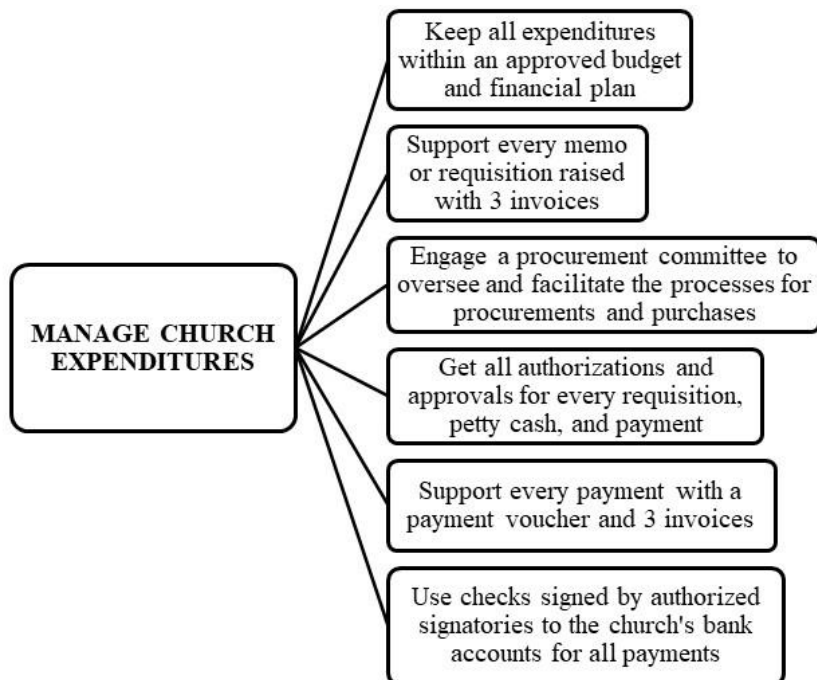 Keep all expenditures
within an approved budget
and financial plan
Support every memo
or requisition raised
with 3 invoices
Engage a procurement committee to
oversee and facilitate the processes for
procurements and purchases
MANAGE CHURCH
EXPENDITURES
Get all authorizations and
approvals for every requisition,
petty cash, and payment
Support every payment with a
payment voucher and 3 invoices
Use checks signed by authorized
signatories to the church's bank
accounts for all payments